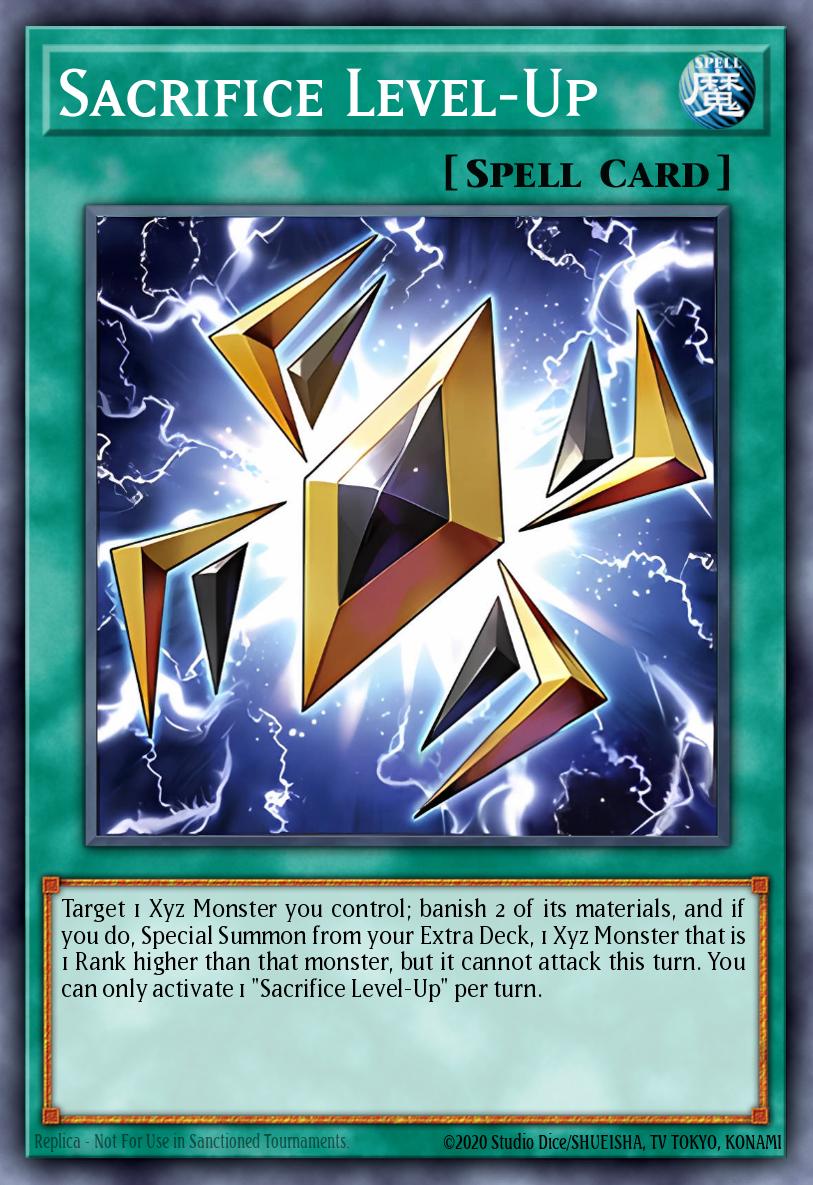 Sacrifice Level-Up
SPELL
魔
[Spell Card]
Target 1 Xyz Monster you control; banish 2 of its materials, and if
you do, Special Summon from your Extra Deck, 1 Xyz Monster that is
1 Rank higher than that monster, but it cannot attack this turn. You
can only activate 1 "Sacrifice Level-Up" per turn.
Replica - Not For Use in Sanctioned Tournaments.
©2020 Studio Dice/SHUEISHA, TV TOKYO, KONAMI